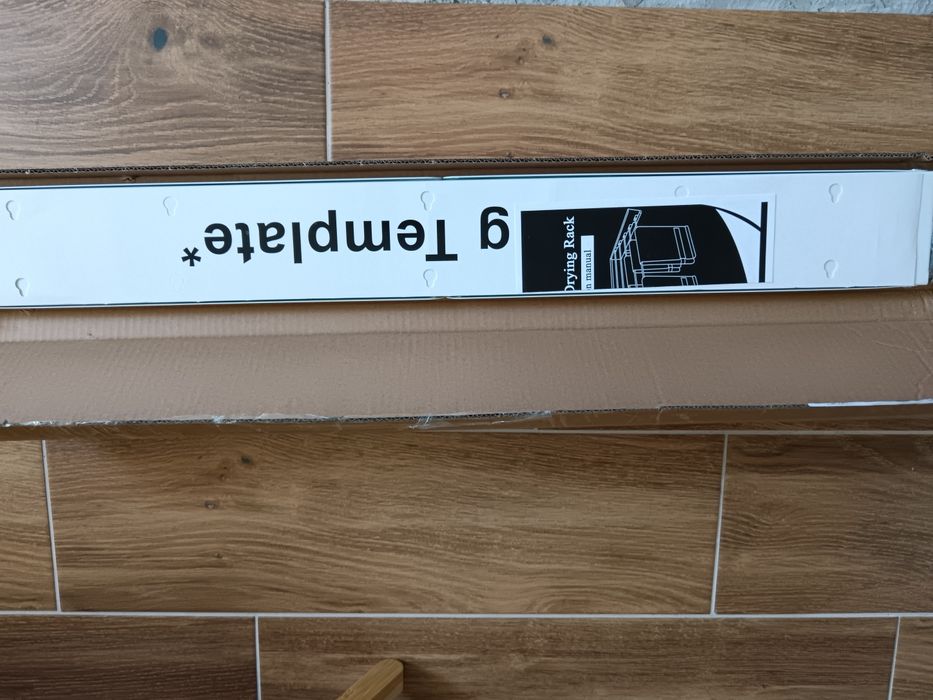 g Template*
Drying Rack
n manual